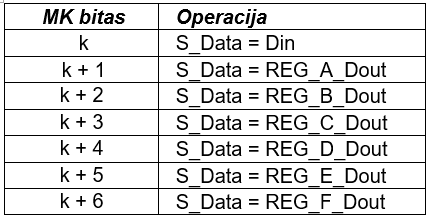 MK bitas Operacija
k S_Data = Din
k + 1 S_Data = REG_A_Dout
k + 2 S_Data = REG_B_Dout
k + 3 S_Data = REG_C_Dout
k + 4 S_Data = REG_D_Dout
k + 5 S_Data = REG_E_Dout
k + 6 S_Data = REG_F_Dout